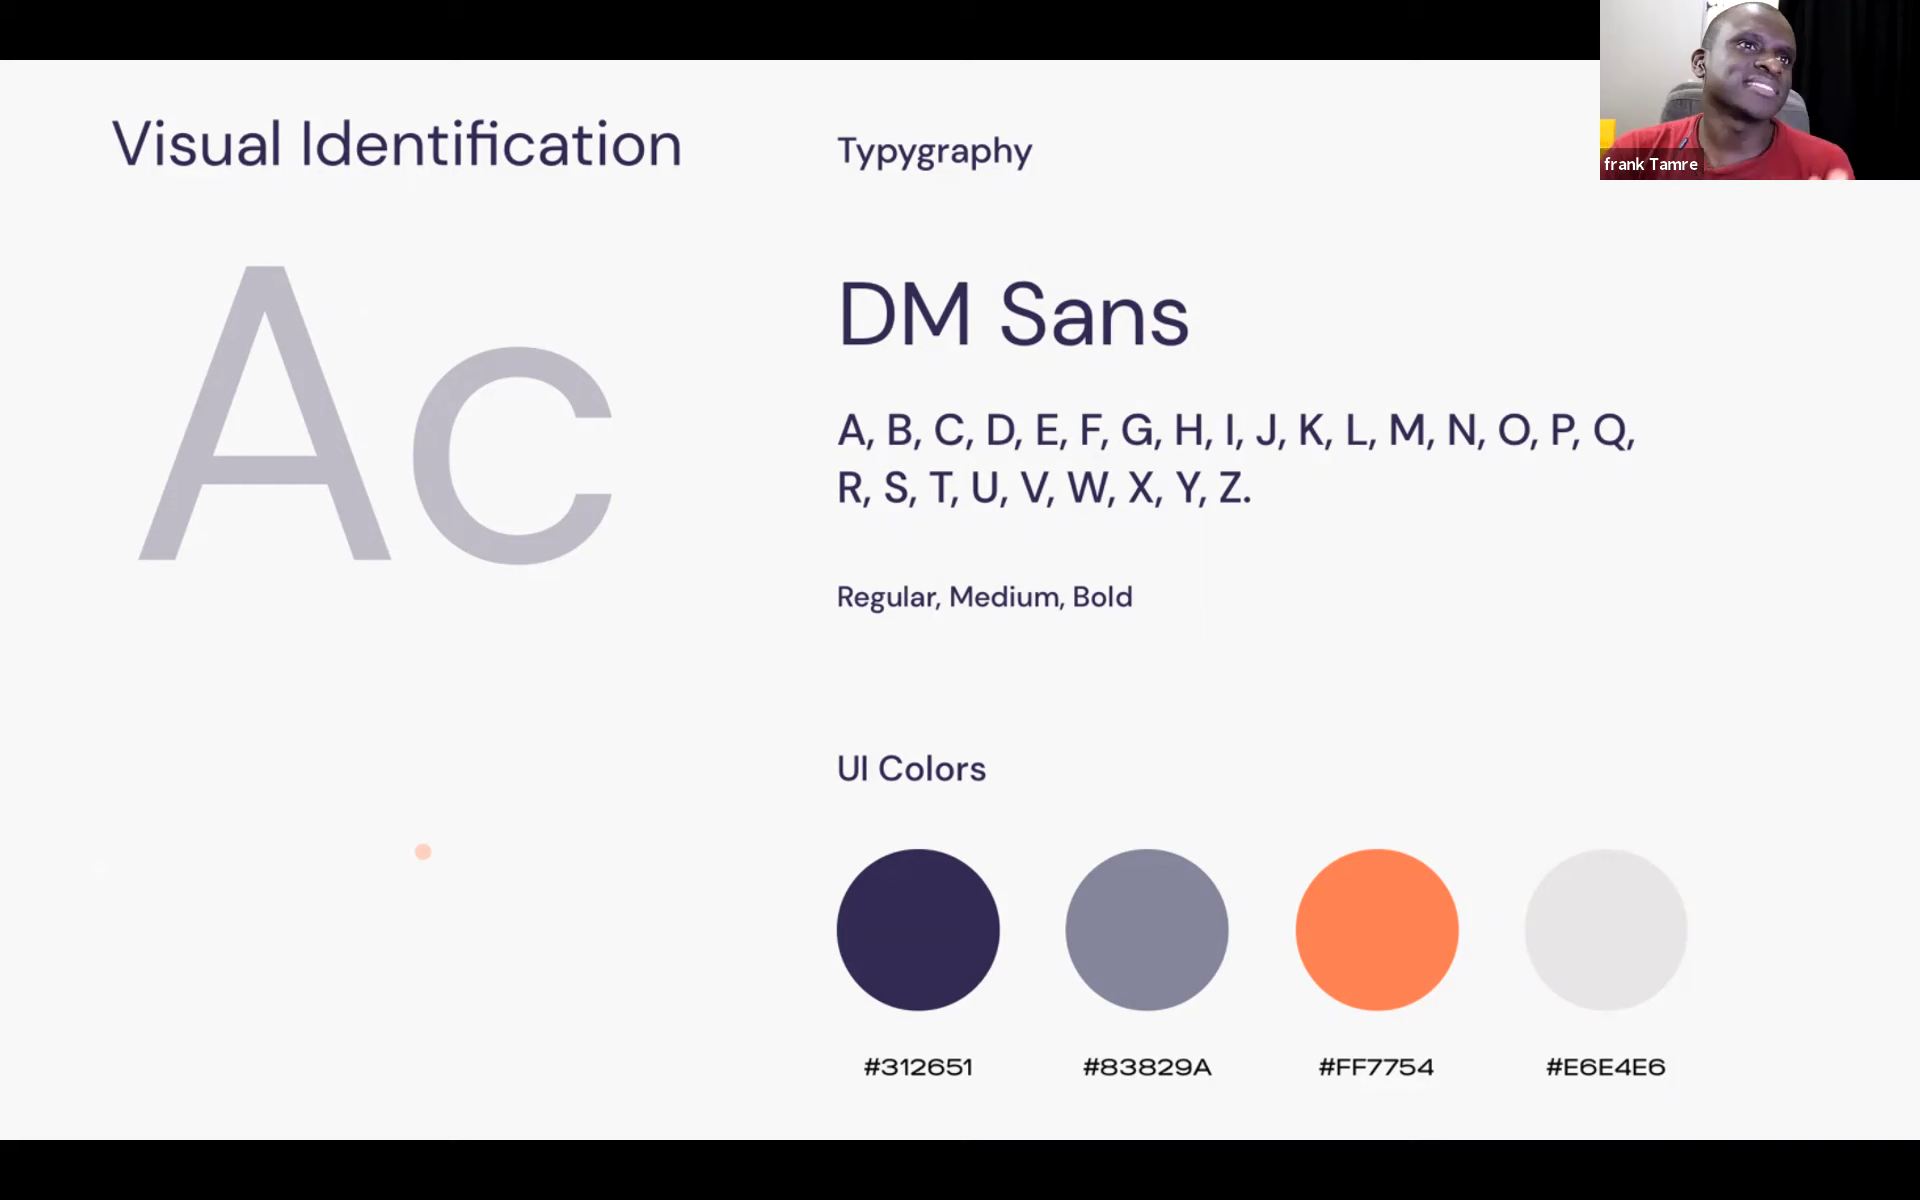 Visual Identification
Typygraphy
frank Tamre
Ac
DM Sans
A, B, C, D, E, F, G, H, I, J, K, L, M, N, O, P, Q,
R, S, T, U, V, W, X, Y, Z.
Regular, Medium, Bold
UI Colors
#312651
#83829A
#FF7754
#E6E4E6